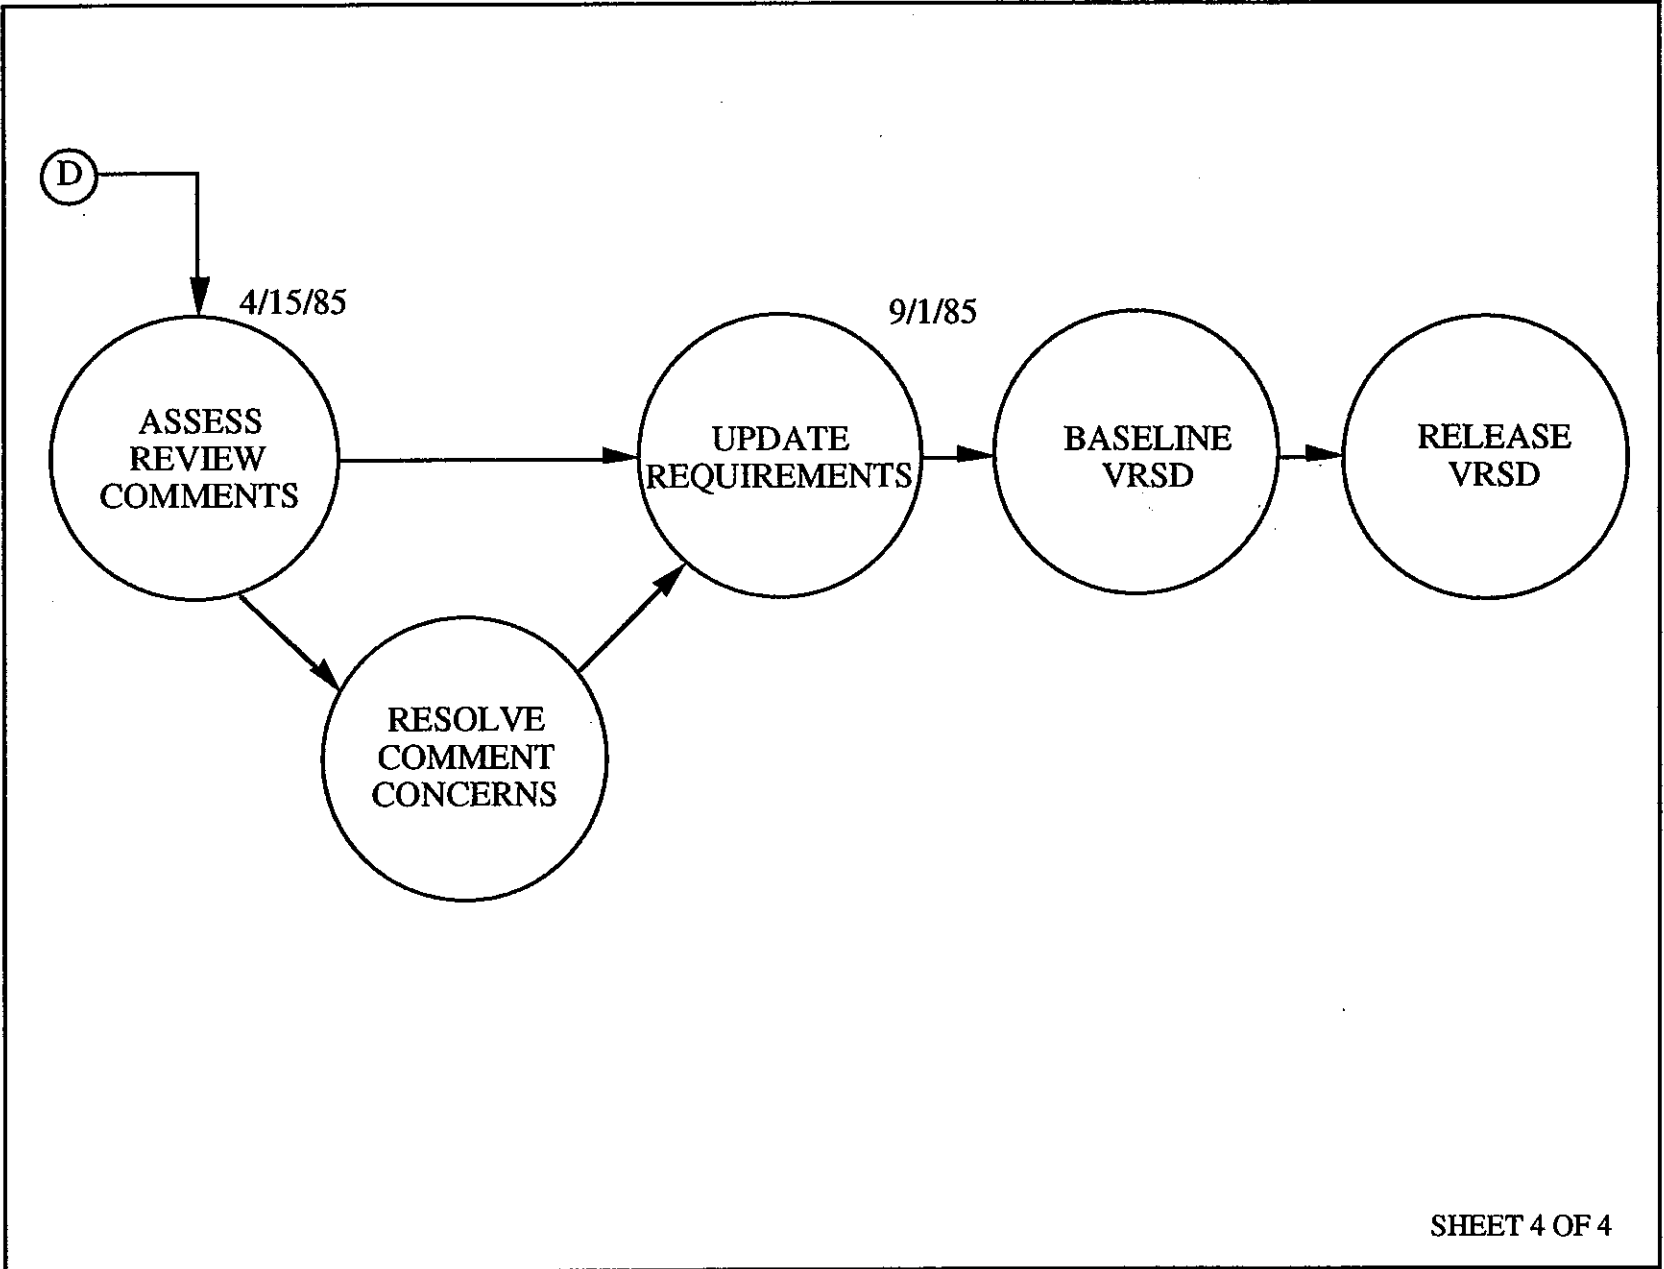 D
4/15/85
9/1/85
ASSESS
REVIEW
COMMENTS
UPDATE
REQUIREMENTS
BASELINE
VRSD
RELEASE
VRSD
RESOLVE
COMMENT
CONCERNS
SHEET 4 OF 4